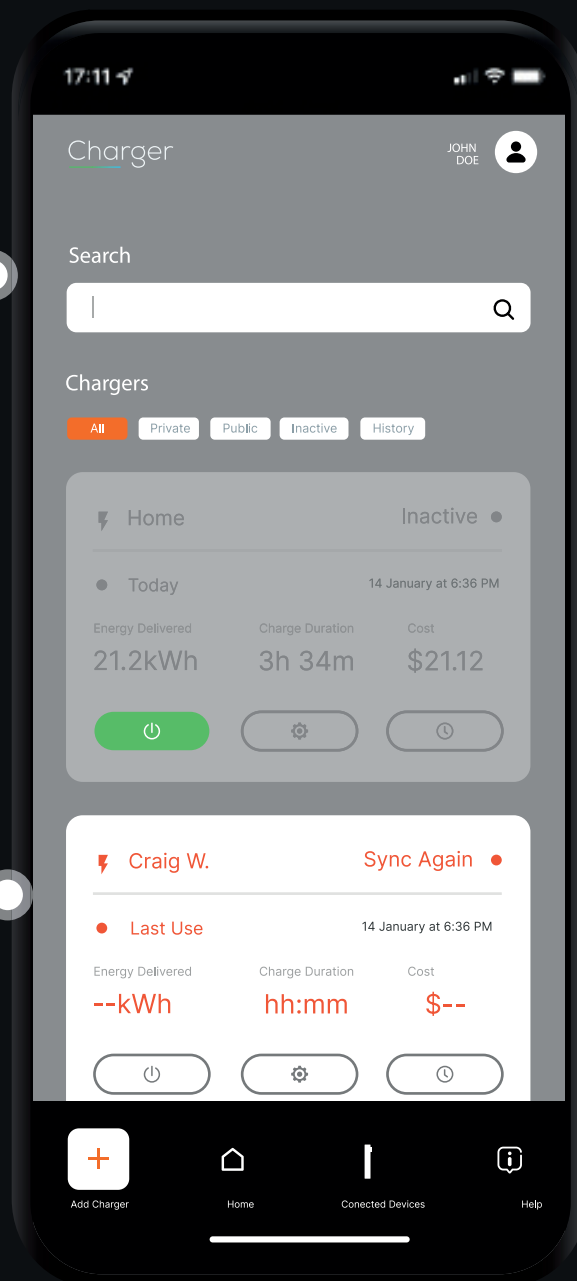 17:11
Charger
JOHN
DOE
Search
Chargers
All Private Public Inactive History
Home Inactive
Today 14 January at 6:36 PM
Energy Delivered Charge Duration Cost
21.2kWh 3h 34m $21.12
Craig W. Sync Again
Last Use 14 January at 6:36 PM
Energy Delivered Charge Duration Cost
--kWh hh:mm $--
Add Charger Home Conected Devices Help